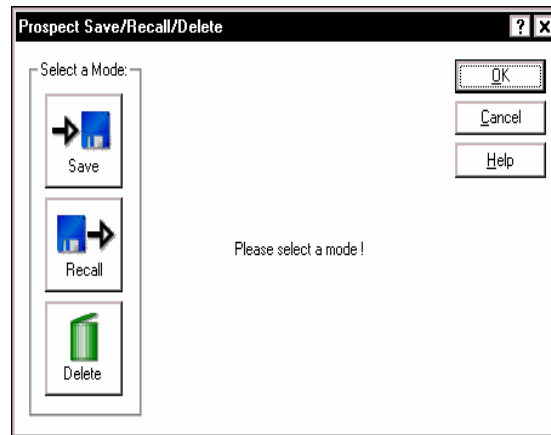 Prospect Save/Recall/Delete ? X
Select a Mode:
Save
Recall
Delete
Please select a mode !
OK
Cancel
Help